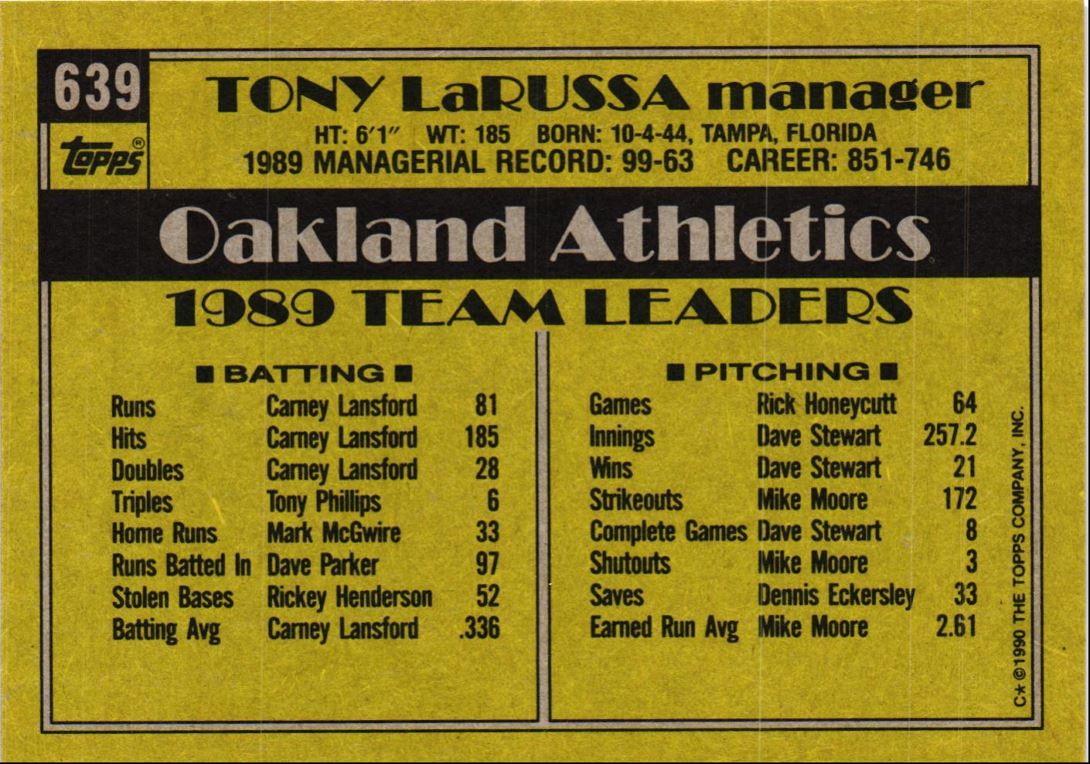 639
TONY LaRUSSA manager
HT: 6'1" WT: 185 BORN: 10-4-44, TAMPA, FLORIDA
topps®
1989 MANAGERIAL RECORD: 99-63 CAREER: 851-746
Oakland Athletics
1989 TEAM LEADERS
■ BATTING ■
Runs Carney Lansford 81
Hits Carney Lansford 185
Doubles Carney Lansford 28
Triples Tony Phillips 6
Home Runs Mark McGwire 33
Runs Batted In Dave Parker 97
Stolen Bases Rickey Henderson 52
Batting Avg Carney Lansford .336
■ PITCHING ■
Games Rick Honeycutt 64
Innings Dave Stewart 257.2
Wins Dave Stewart 21
Strikeouts Mike Moore 172
Complete Games Dave Stewart 8
Shutouts Mike Moore 3
Saves Dennis Eckersley 33
Earned Run Avg Mike Moore 2.61
C* ©1990 THE TOPPS COMPANY, INC.